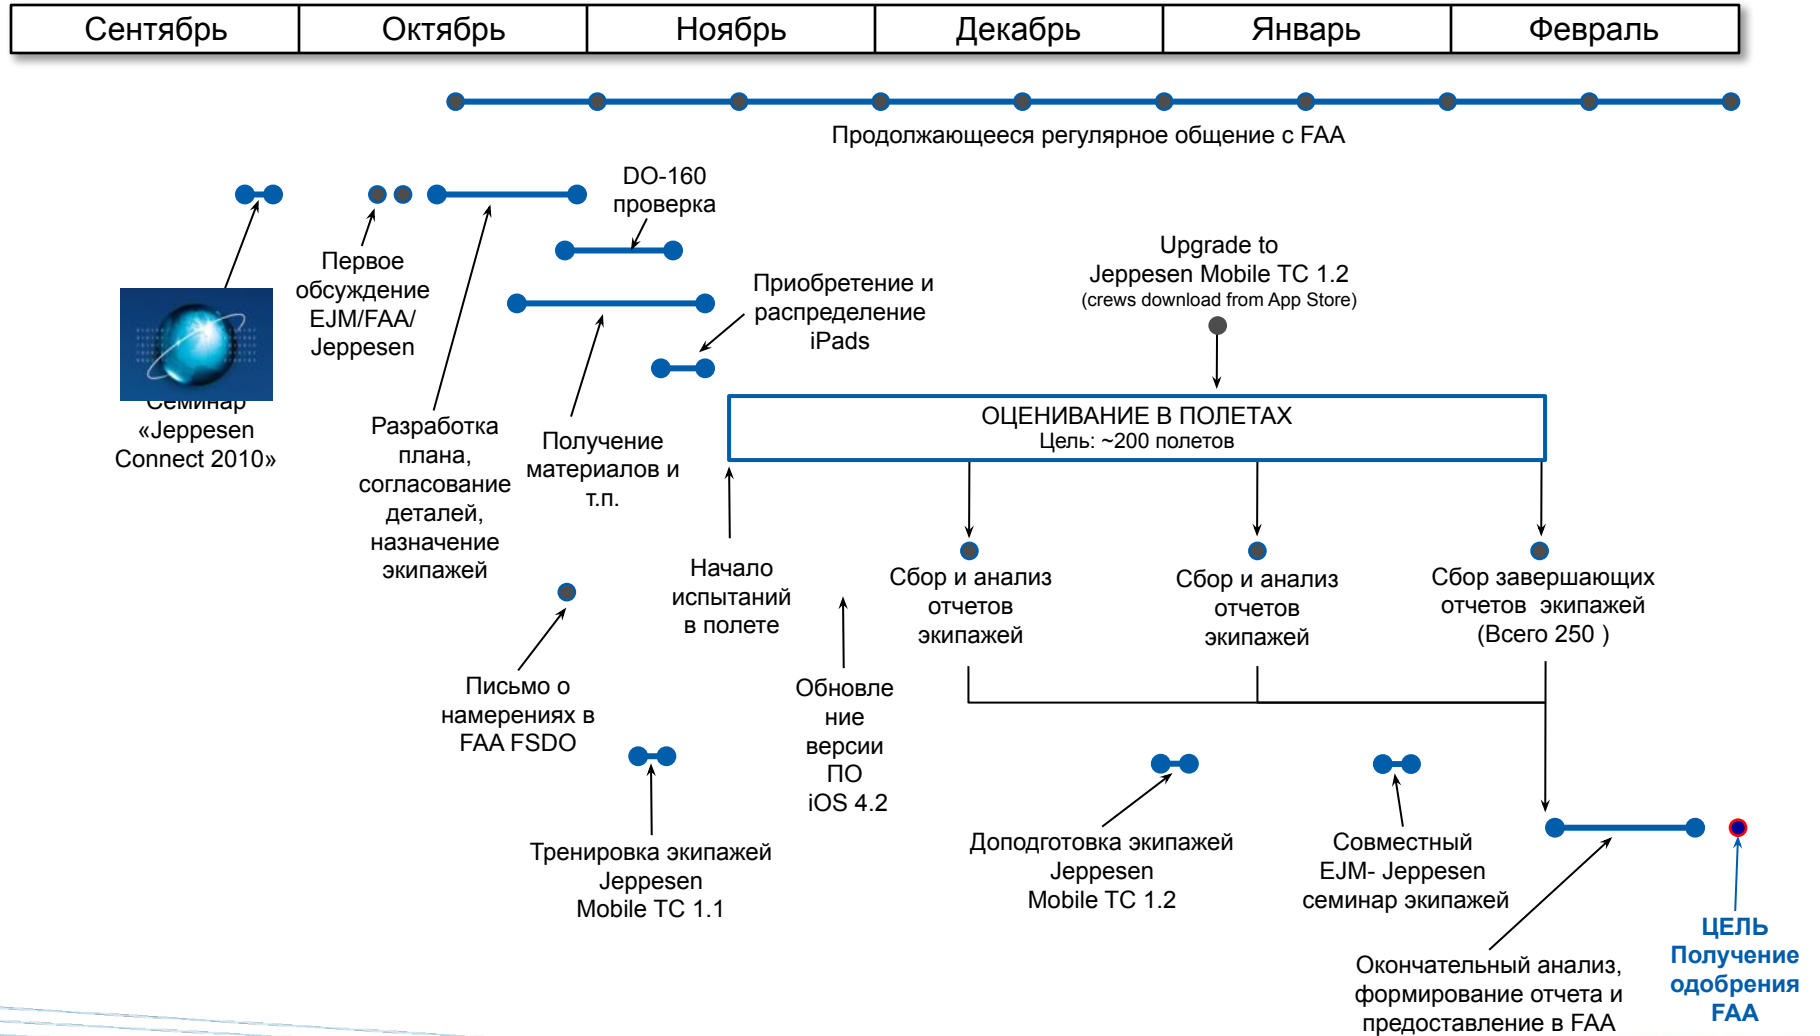 Сентябрь
Октябрь
Ноябрь
Декабрь
Январь
Февраль
Продолжающееся регулярное общение с FAA
DO-160
проверка
Первое
обсуждение
EJM/FAA/
Jeppesen
Upgrade to
Jeppesen Mobile TC 1.2
(crews download from App Store)
Приобретение и
распределение
iPads
Семинар
«Jeppesen
Connect 2010»
Разработка
плана,
согласование
деталей,
назначение
экипажей
Получение
материалов и
т.п.
ОЦЕНИВАНИЕ В ПОЛЕТАХ
Цель: ~200 полетов
Начало
испытаний
в полете
Сбор и анализ
отчетов
экипажей
Сбор и анализ
отчетов
экипажей
Сбор завершающих
отчетов экипажей
(Всего 250 )
Письмо о
намерениях в
FAA FSDO
Обновле
ние
версии
ПО
iOS 4.2
Тренировка экипажей
Jeppesen
Mobile TC 1.1
Доподготовка экипажей
Jeppesen
Mobile TC 1.2
Совместный
EJM- Jeppesen
семинар экипажей
Окончательный анализ,
формирование отчета и
предоставление в FAA
ЦЕЛЬ
Получение
одобрения
FAA